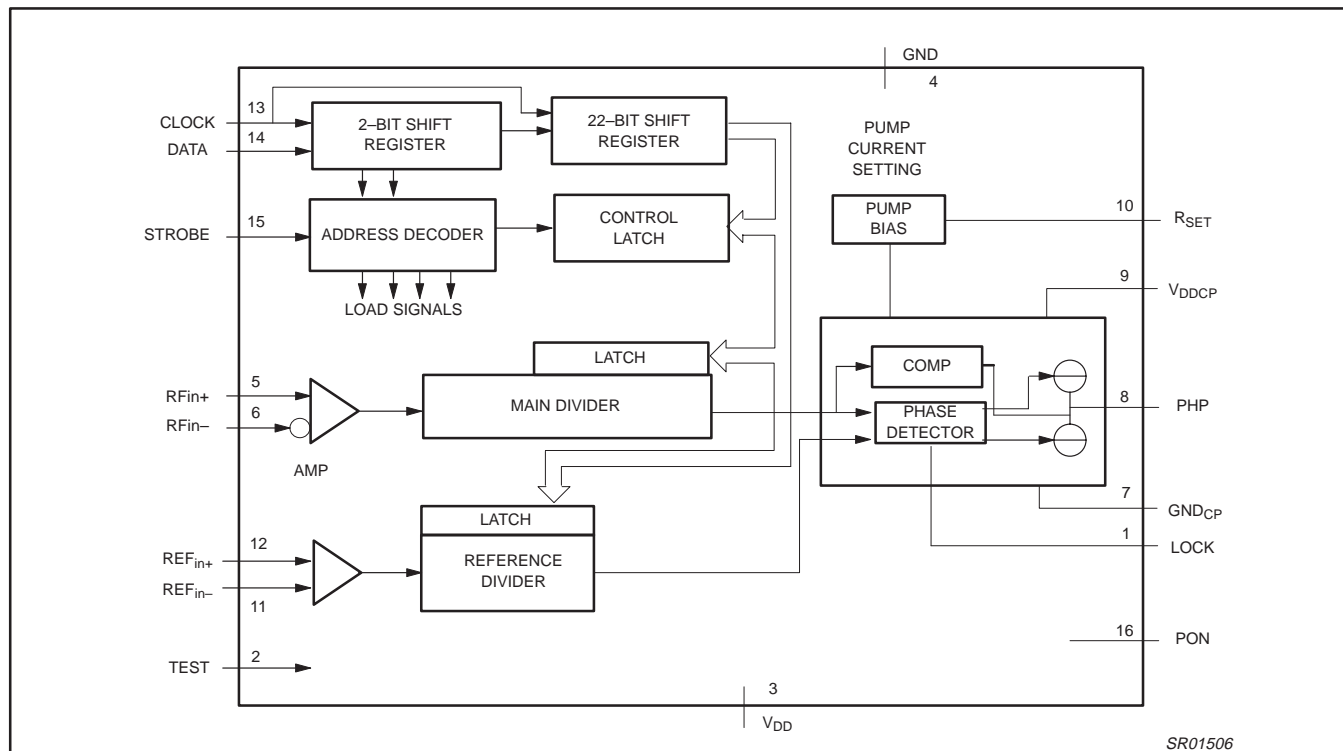 GND
4
CLOCK
13
DATA
14
2–BIT SHIFT
REGISTER
22–BIT SHIFT
REGISTER
PUMP
CURRENT
SETTING
STROBE
15
ADDRESS DECODER
CONTROL
LATCH
PUMP
BIAS
10
RSET
LOAD SIGNALS
9
VDDCP
LATCH
MAIN DIVIDER
RFin+
5
RFin–
6
AMP
COMP
PHASE
DETECTOR
8
PHP
7
GNDCP
1
LOCK
LATCH
REFERENCE
DIVIDER
REFin+
12
REFin–
11
16
PON
TEST
2
3
VDD
SR01506